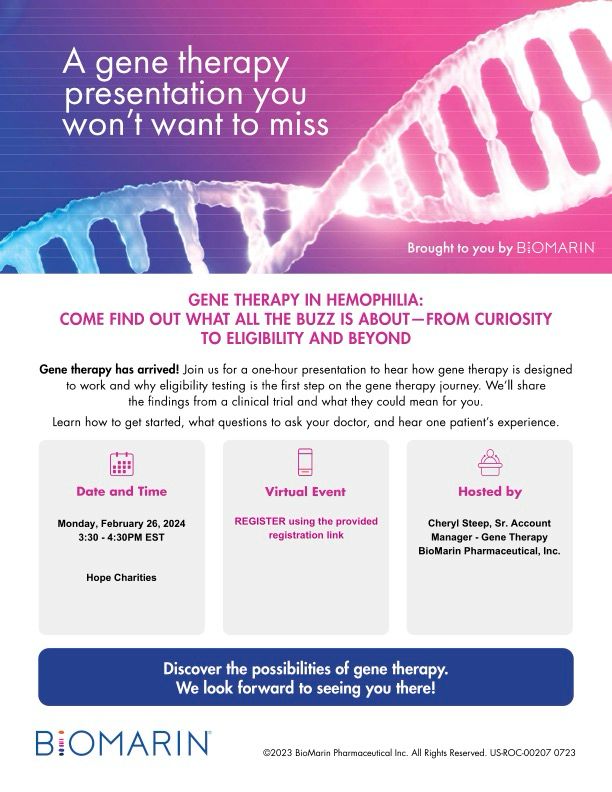 A gene therapy
presentation you
won't want to miss
Brought to you by BIOMARIN
GENE THERAPY IN HEMOPHILIA:
COME FIND OUT WHAT ALL THE BUZZ IS ABOUT—FROM CURIOSITY
TO ELIGIBILITY AND BEYOND
Gene therapy has arrived! Join us for a one-hour presentation to hear how gene therapy is designed
to work and why eligibility testing is the first step on the gene therapy journey. We'll share
the findings from a clinical trial and what they could mean for you.
Learn how to get started, what questions to ask your doctor, and hear one patient's experience.
Date and Time
Monday, February 26, 2024
3:30 - 4:30PM EST
Hope Charities
Virtual Event
REGISTER using the provided
registration link
Hosted by
Cheryl Steep, Sr. Account
Manager - Gene Therapy
BioMarin Pharmaceutical, Inc.
Discover the possibilities of gene therapy.
We look forward to seeing you there!
BIOMARIN®
©2023 BioMarin Pharmaceutical Inc. All Rights Reserved. US-ROC-00207 0723